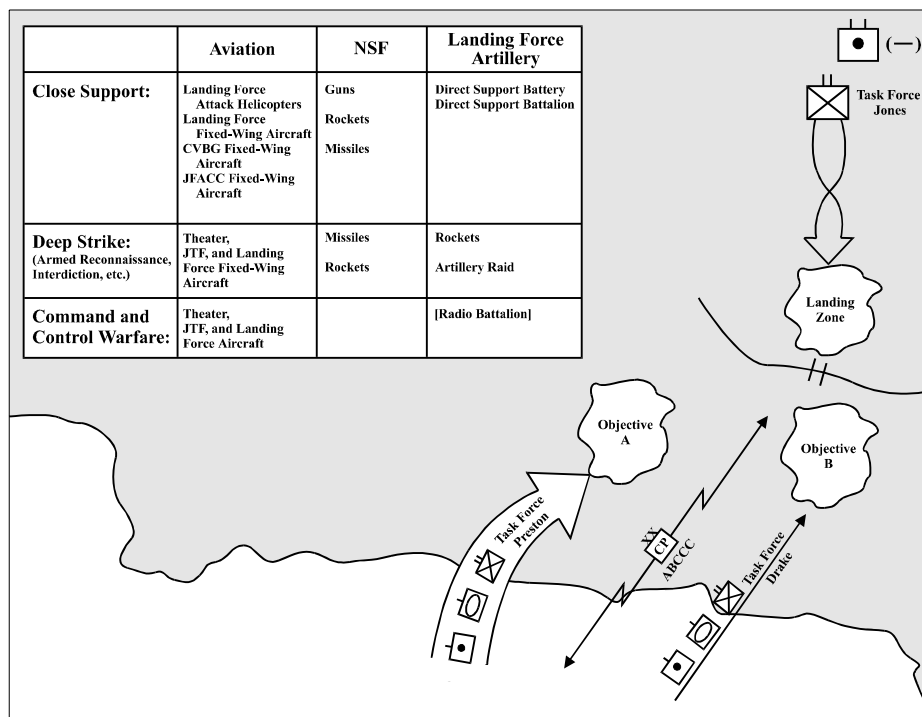 Aviation
NSF
Landing Force
Artillery
Close Support:
Landing Force
Attack Helicopters
Landing Force
Fixed-Wing Aircraft
CVBG Fixed-Wing
Aircraft
JFACC Fixed-Wing
Aircraft
Guns
Rockets
Missiles
Direct Support Battery
Direct Support Battalion
Deep Strike:
(Armed Reconnaissance,
Interdiction, etc.)
Theater,
JTF, and Landing
Force Fixed-Wing
Aircraft
Missiles
Rockets
Rockets
Artillery Raid
Command and
Control Warfare:
Theater,
JTF, and Landing
Force Aircraft
[Radio Battalion]
(—)
Task Force
Jones
Landing
Zone
Objective
A
Objective
B
Task Force
Preston
XX
CP
ABCCC
Task Force
Drake